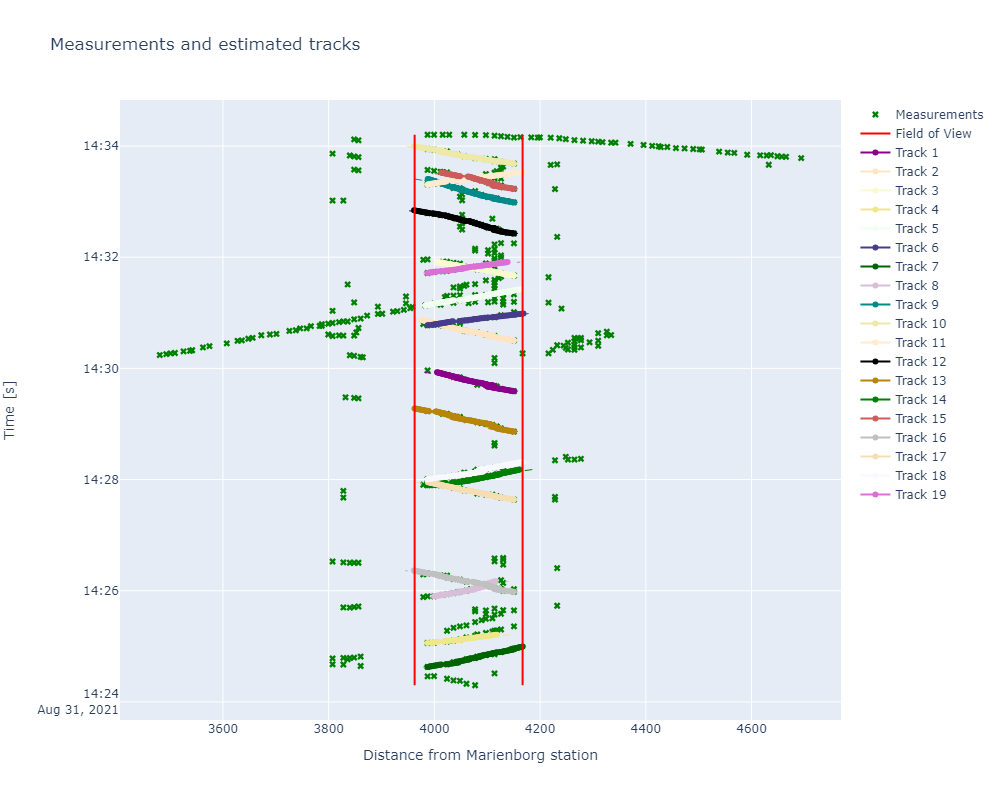 Measurements and estimated tracks
Measurements
Field of View
Track 1
Track 2
Track 3
Track 4
Track 5
Track 6
Track 7
Track 8
Track 9
Track 10
Track 11
Track 12
Track 13
Track 14
Track 15
Track 16
Track 17
Track 18
Track 19
14:34
14:32
14:30
14:28
14:26
14:24
Aug 31, 2021
Time [s]
3600 3800 4000 4200 4400 4600
Distance from Marienborg station